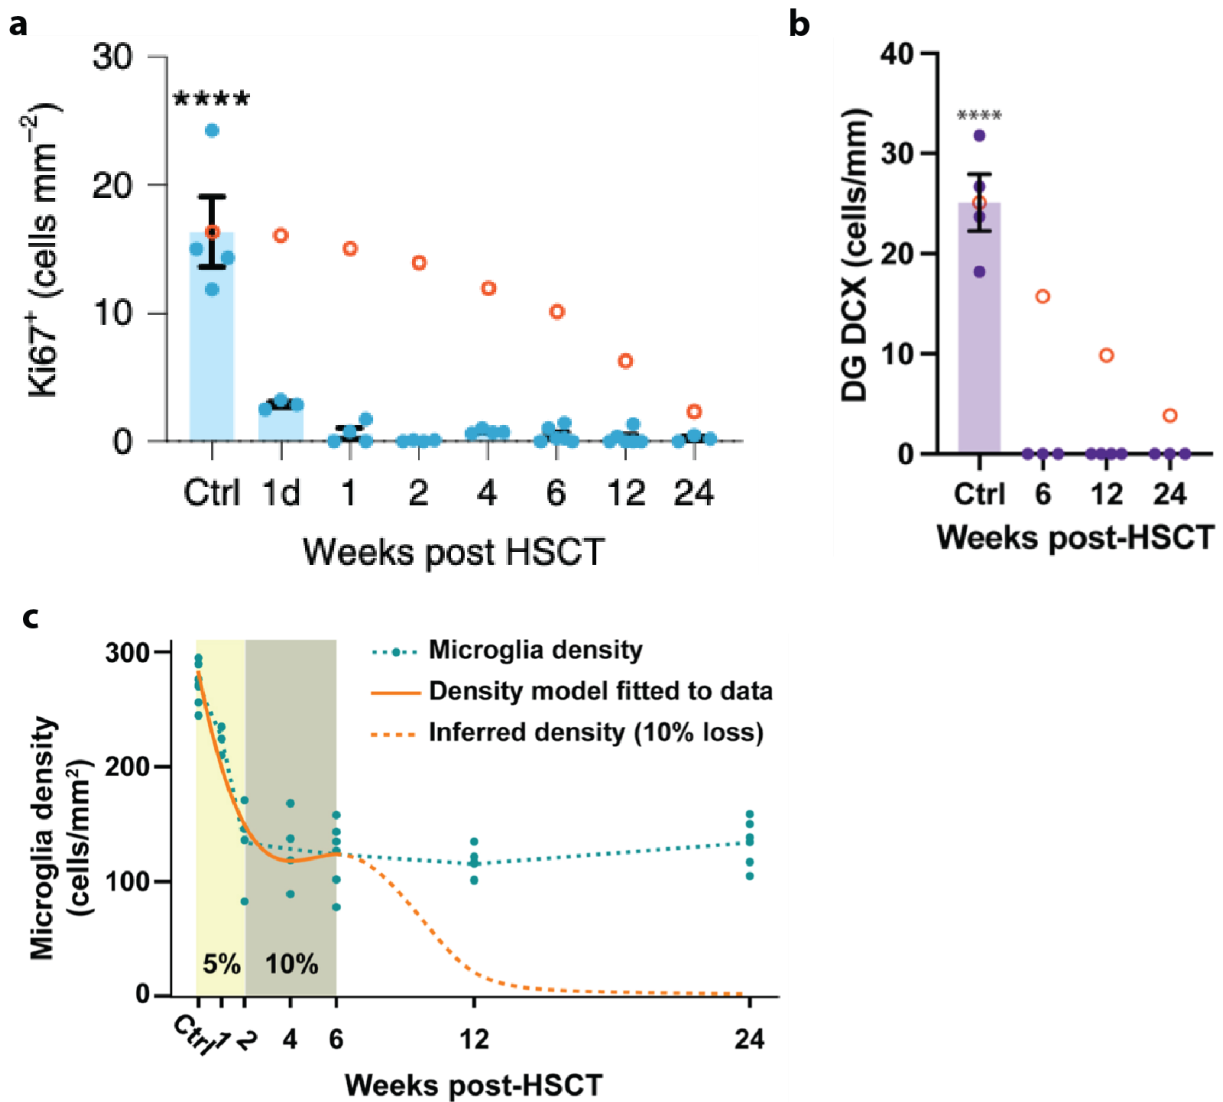 a
30
20
10
0
Ki67+ (cells mm−2)
****
Ctrl 1d 1 2 4 6 12 24
Weeks post HSCT
b
40
30
20
10
0
DG DCX (cells/mm)
****
Ctrl 6 12 24
Weeks post-HSCT
c
300
200
100
0
Microglia density
(cells/mm2)
Microglia density
Density model fitted to data
Inferred density (10% loss)
5% 10%
Ctrl 1 2 4 6 12 24
Weeks post-HSCT